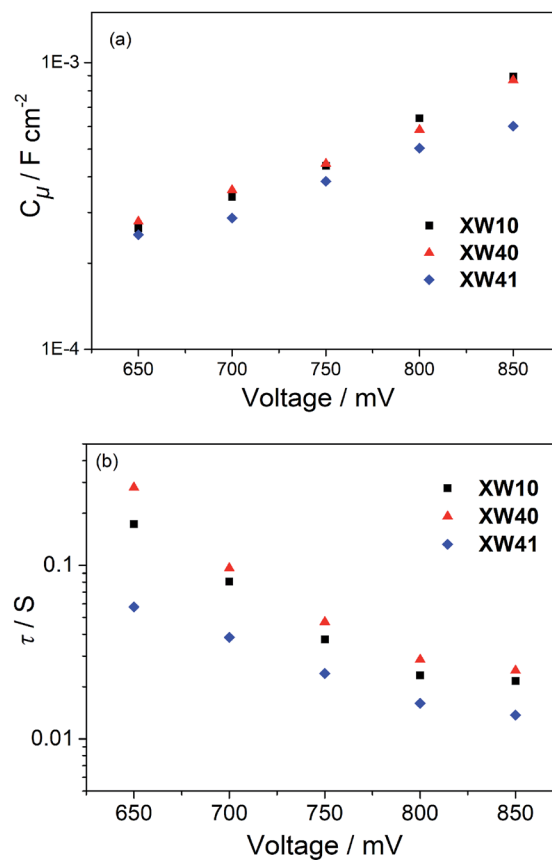 (a)
1E-3
1E-4
Cμ / F cm-2
XW10
XW40
XW41
650 700 750 800 850
Voltage / mV
(b)
0.1
0.01
τ / S
XW10
XW40
XW41
650 700 750 800 850
Voltage / mV